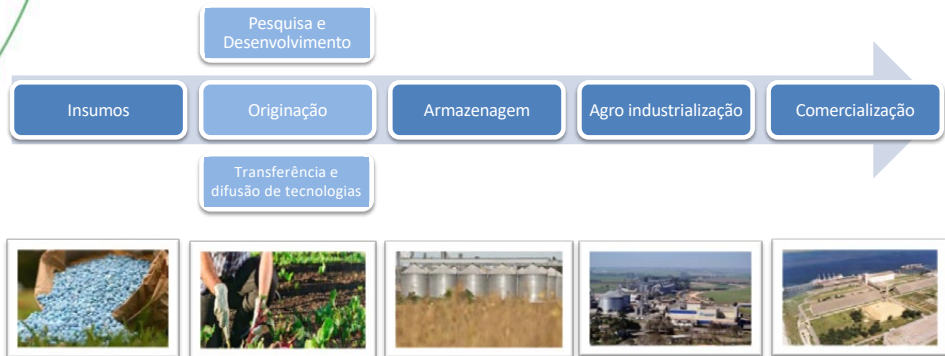 Pesquisa e
Desenvolvimento
Insumos
Originação
Armazenagem
Agro industrialização
Comercialização
Transferência e
difusão de tecnologias